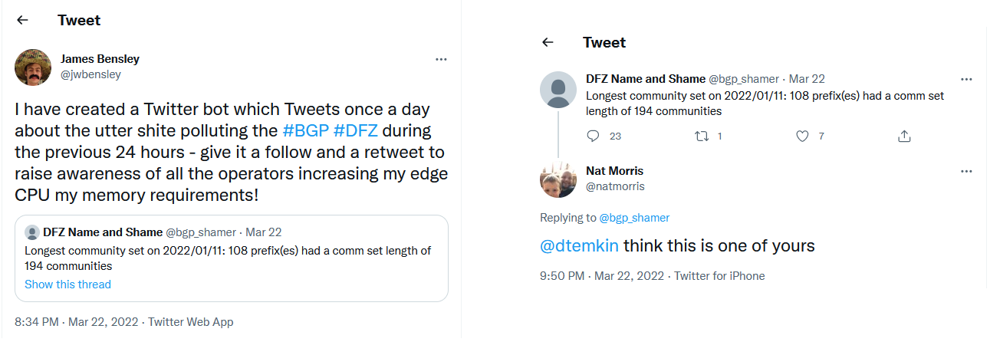 Tweet
James Bensley
@jwbensley
I have created a Twitter bot which Tweets once a day
about the utter shite polluting the #BGP #DFZ during
the previous 24 hours - give it a follow and a retweet to
raise awareness of all the operators increasing my edge
CPU my memory requirements!
DFZ Name and Shame @bgp_shamer · Mar 22
Longest community set on 2022/01/11: 108 prefix(es) had a comm set length of
194 communities
Show this thread
8:34 PM · Mar 22, 2022 · Twitter Web App
Tweet
DFZ Name and Shame @bgp_shamer · Mar 22
Longest community set on 2022/01/11: 108 prefix(es) had a comm set
length of 194 communities
23 1 7
Nat Morris
@natmorris
Replying to @bgp_shamer
@dtemkin think this is one of yours
9:50 PM · Mar 22, 2022 · Twitter for iPhone